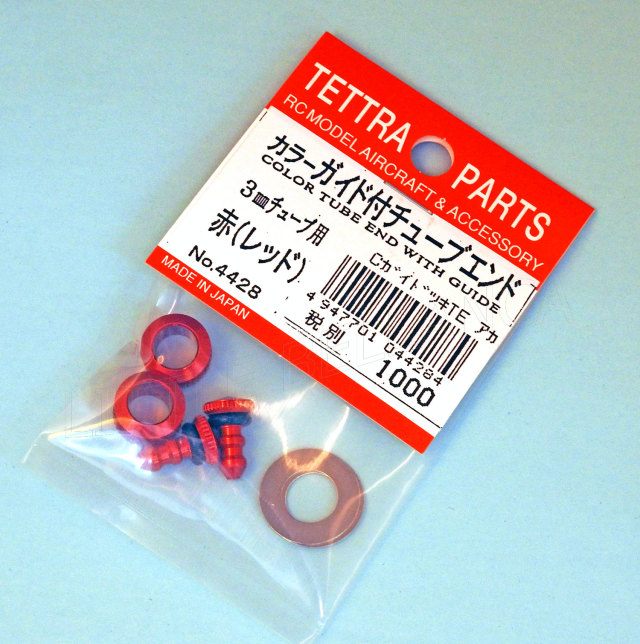 TETTRA PARTS
RC MODEL AIRCRAFT & ACCESSORY
カラーガイド付チューブエンド
COLOR TUBE END WITH GUIDE
3㎜チューブ用
赤(レッド)
No.4428
MADE IN JAPAN
CガイドツキTE アカ
4 947701 044284
税別 1000